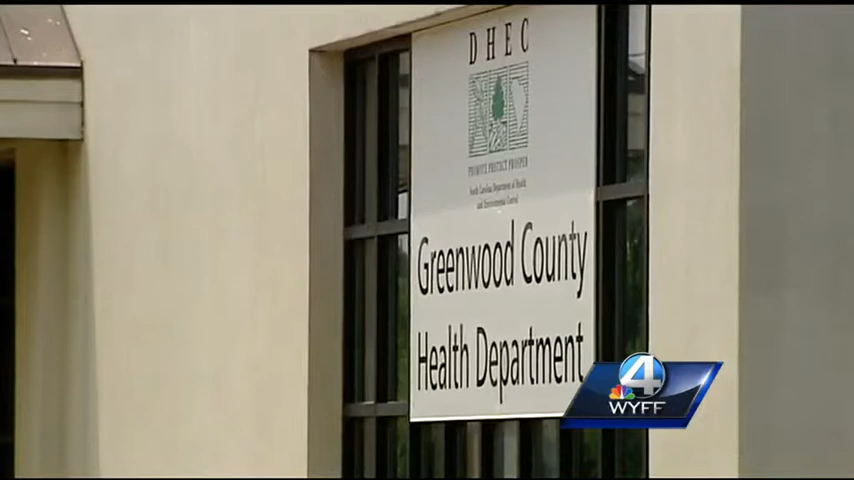 DHEC
PROMOTE PROTECT PROSPER
South Carolina Department of Health
and Environmental Control
Greenwood County
Health Department
4
WYFF